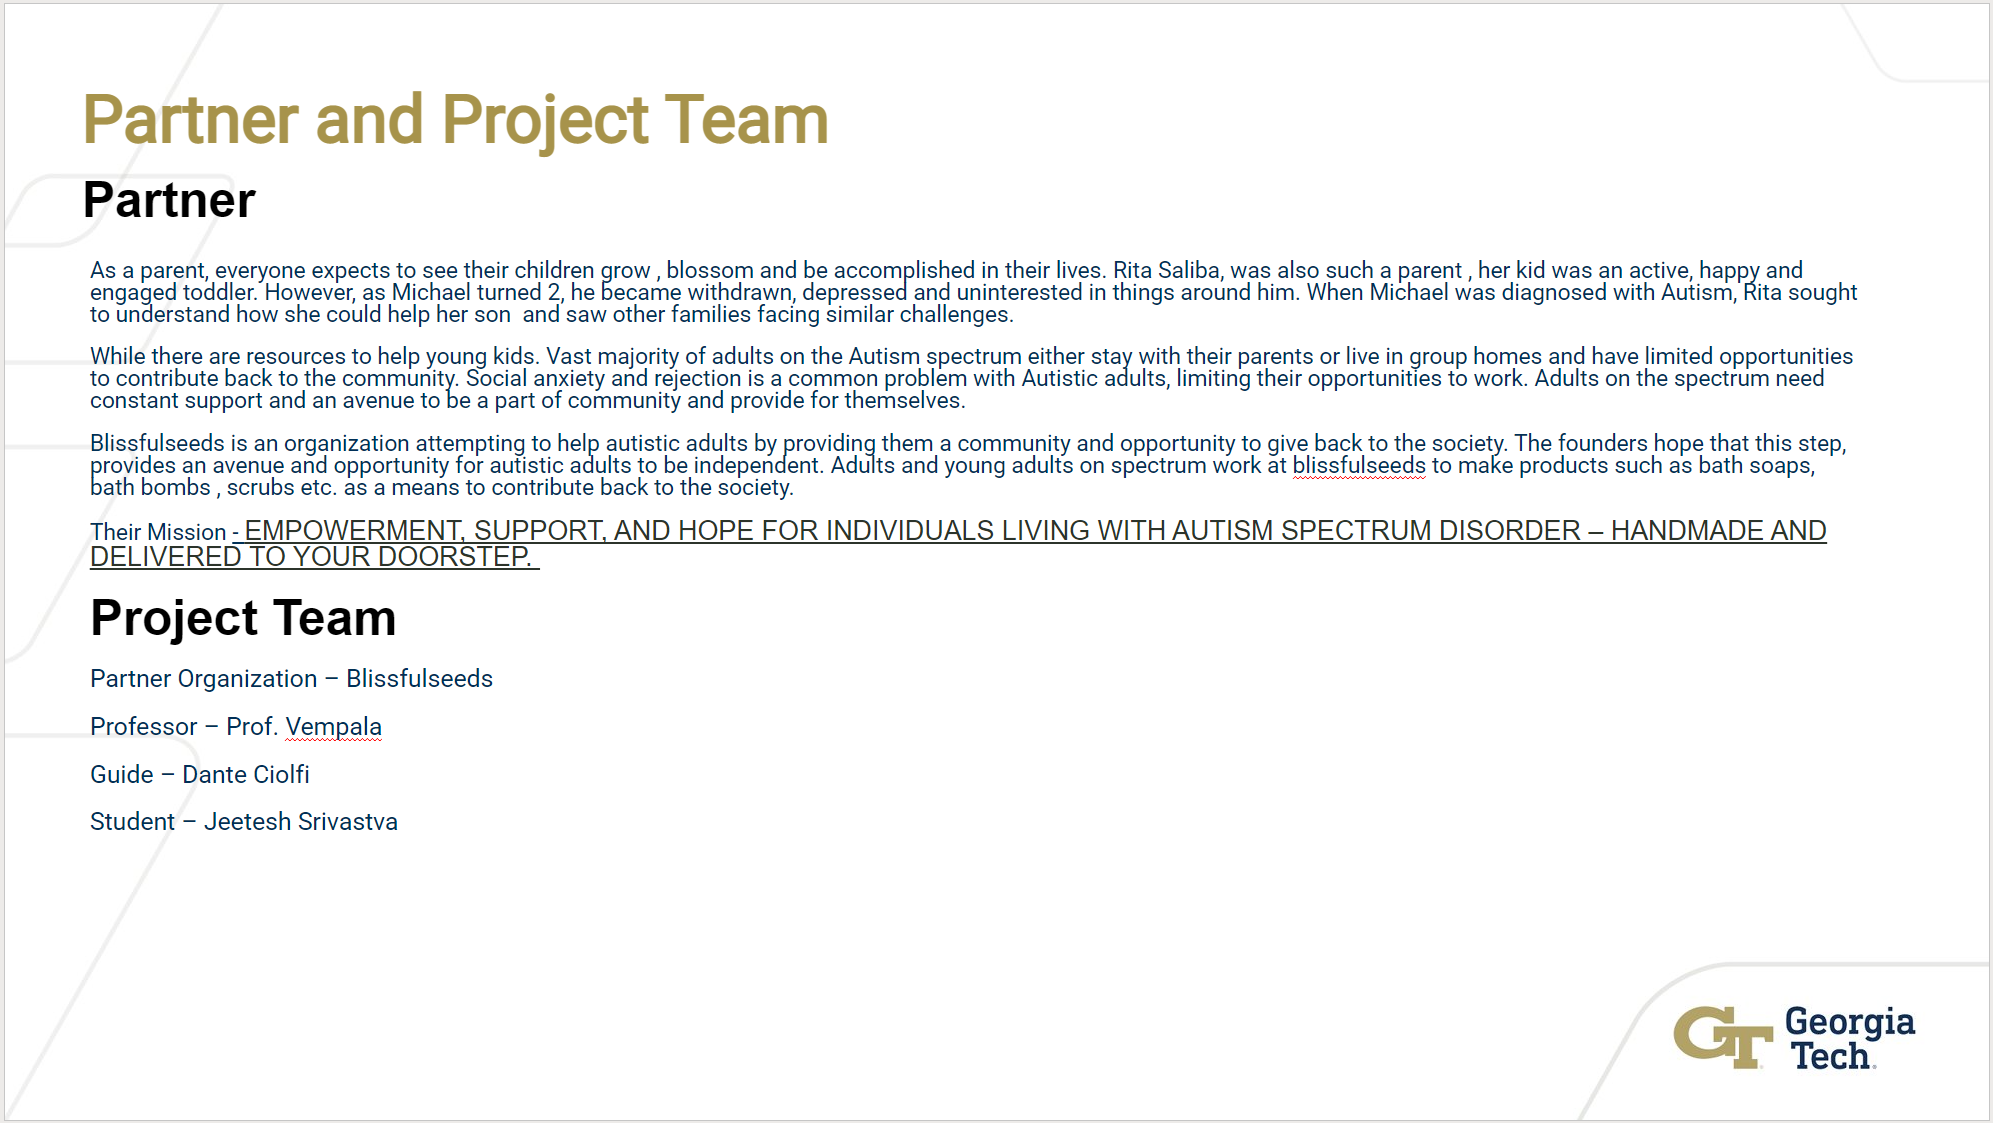 Partner and Project Team
Partner
As a parent, everyone expects to see their children grow , blossom and be accomplished in their lives. Rita Saliba, was also such a parent , her kid was an active, happy and
engaged toddler. However, as Michael turned 2, he became withdrawn, depressed and uninterested in things around him. When Michael was diagnosed with Autism, Rita sought
to understand how she could help her son  and saw other families facing similar challenges.
While there are resources to help young kids. Vast majority of adults on the Autism spectrum either stay with their parents or live in group homes and have limited opportunities
to contribute back to the community. Social anxiety and rejection is a common problem with Autistic adults, limiting their opportunities to work. Adults on the spectrum need
constant support and an avenue to be a part of community and provide for themselves.
Blissfulseeds is an organization attempting to help autistic adults by providing them a community and opportunity to give back to the society. The founders hope that this step,
provides an avenue and opportunity for autistic adults to be independent. Adults and young adults on spectrum work at blissfulseeds to make products such as bath soaps,
bath bombs , scrubs etc. as a means to contribute back to the society.
Their Mission - EMPOWERMENT, SUPPORT, AND HOPE FOR INDIVIDUALS LIVING WITH AUTISM SPECTRUM DISORDER – HANDMADE AND
DELIVERED TO YOUR DOORSTEP.
Project Team
Partner Organization – Blissfulseeds
Professor – Prof. Vempala
Guide – Dante Ciolfi
Student – Jeetesh Srivastva
GT Georgia
Tech